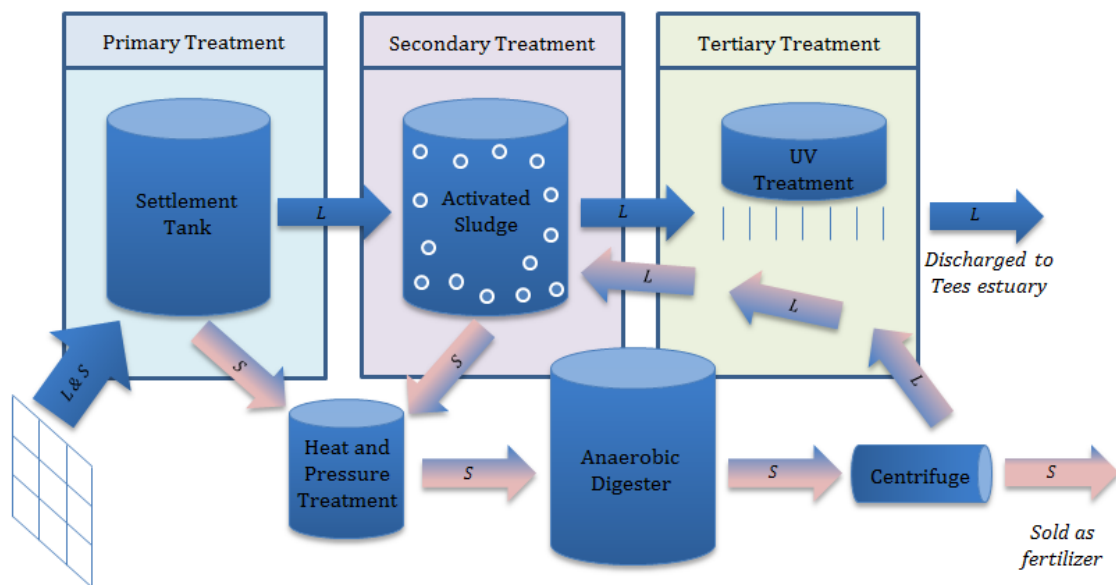 Primary Treatment
Secondary Treatment
Tertiary Treatment
Settlement
Tank
L
Activated
Sludge
L
UV
Treatment
L
Discharged to
Tees estuary
L
L
L & S
S
S
L
Heat and
Pressure
Treatment
S
Anaerobic
Digester
S
Centrifuge
S
Sold as
fertilizer